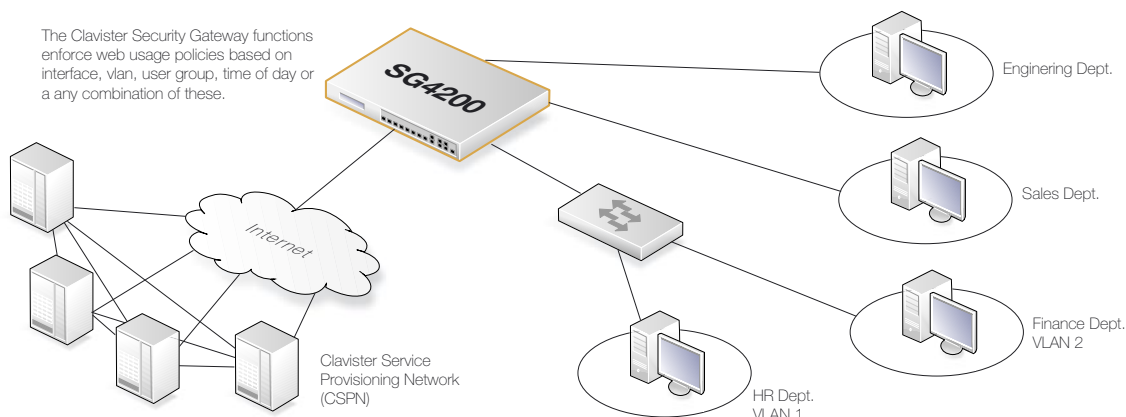 The Clavister Security Gateway functions
enforce web usage policies based on
interface, vlan, user group, time of day or
a any combination of these.
SG4200
Enginering Dept.
Sales Dept.
Internet
Finance Dept.
VLAN 2
Clavister Service
Provisioning Network
(CSPN)
HR Dept.
VLAN 1